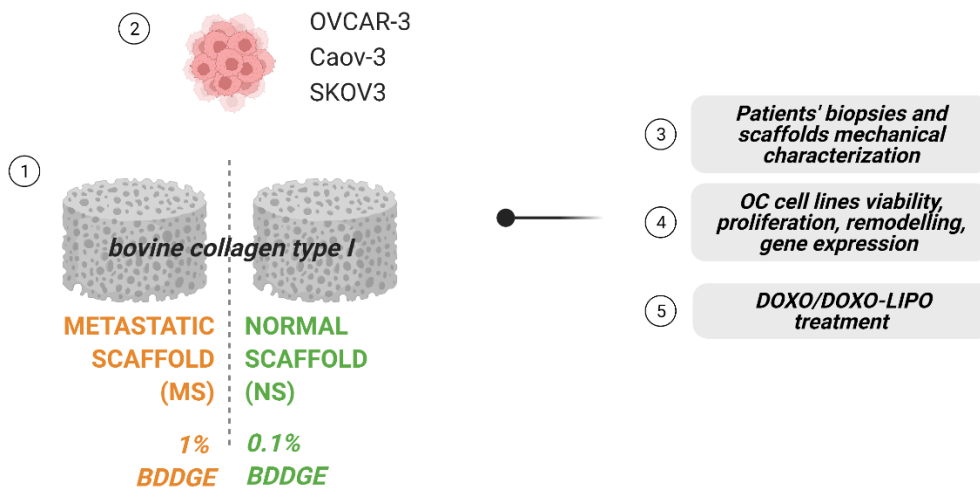 2
OVCAR-3
Caov-3
SKOV3
1
bovine collagen type I
METASTATIC
SCAFFOLD
(MS)
NORMAL
SCAFFOLD
(NS)
1%
BDDGE
0.1%
BDDGE
3
Patients' biopsies and
scaffolds mechanical
characterization
4
OC cell lines viability,
proliferation, remodelling,
gene expression
5
DOXO/DOXO-LIPO
treatment